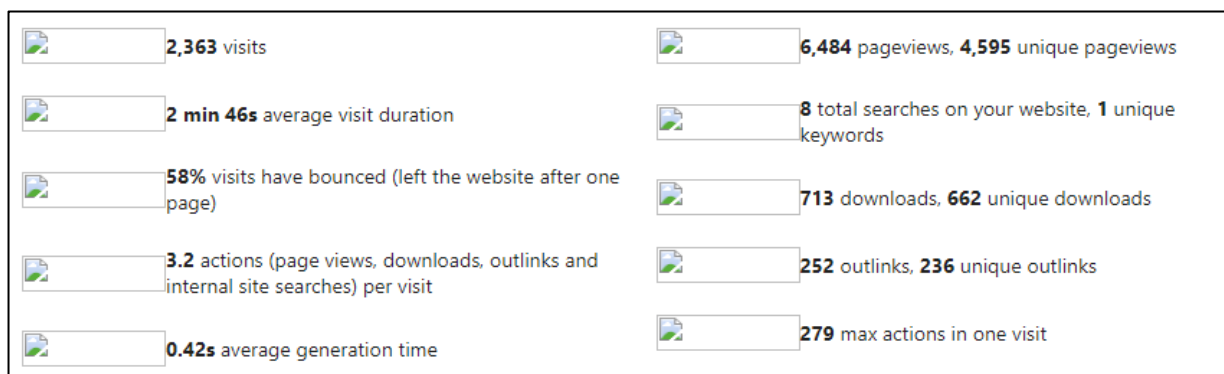 2,363 visits
2 min 46s average visit duration
58% visits have bounced (left the website after one
page)
3.2 actions (page views, downloads, outlinks and
internal site searches) per visit
0.42s average generation time
6,484 pageviews, 4,595 unique pageviews
8 total searches on your website, 1 unique
keywords
713 downloads, 662 unique downloads
252 outlinks, 236 unique outlinks
279 max actions in one visit